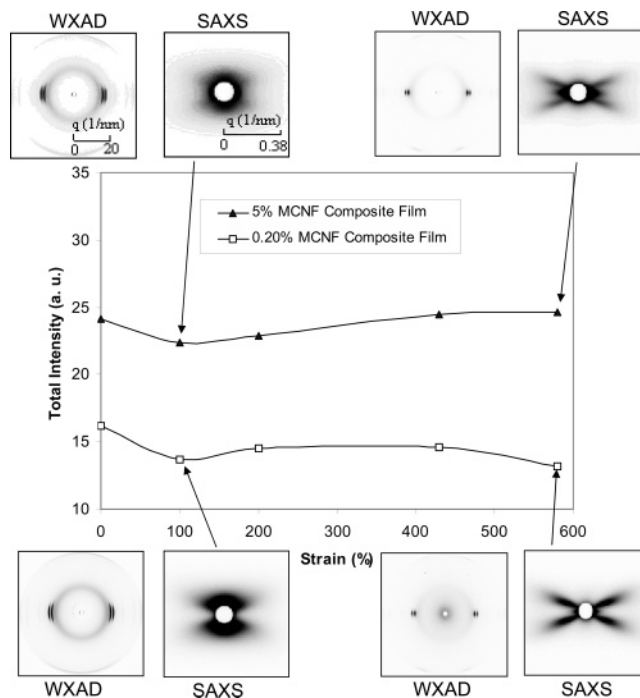 WXAD SAXS WXAD SAXS
q (1/nm) q (1/nm)
0 20 0 0.38
35
5% MCNF Composite Film
30
0.20% MCNF Composite Film
25
20
15
10
Total Intensity (a. u.)
0 100 200 300 400 500 600
Strain (%)
WXAD SAXS WXAD SAXS